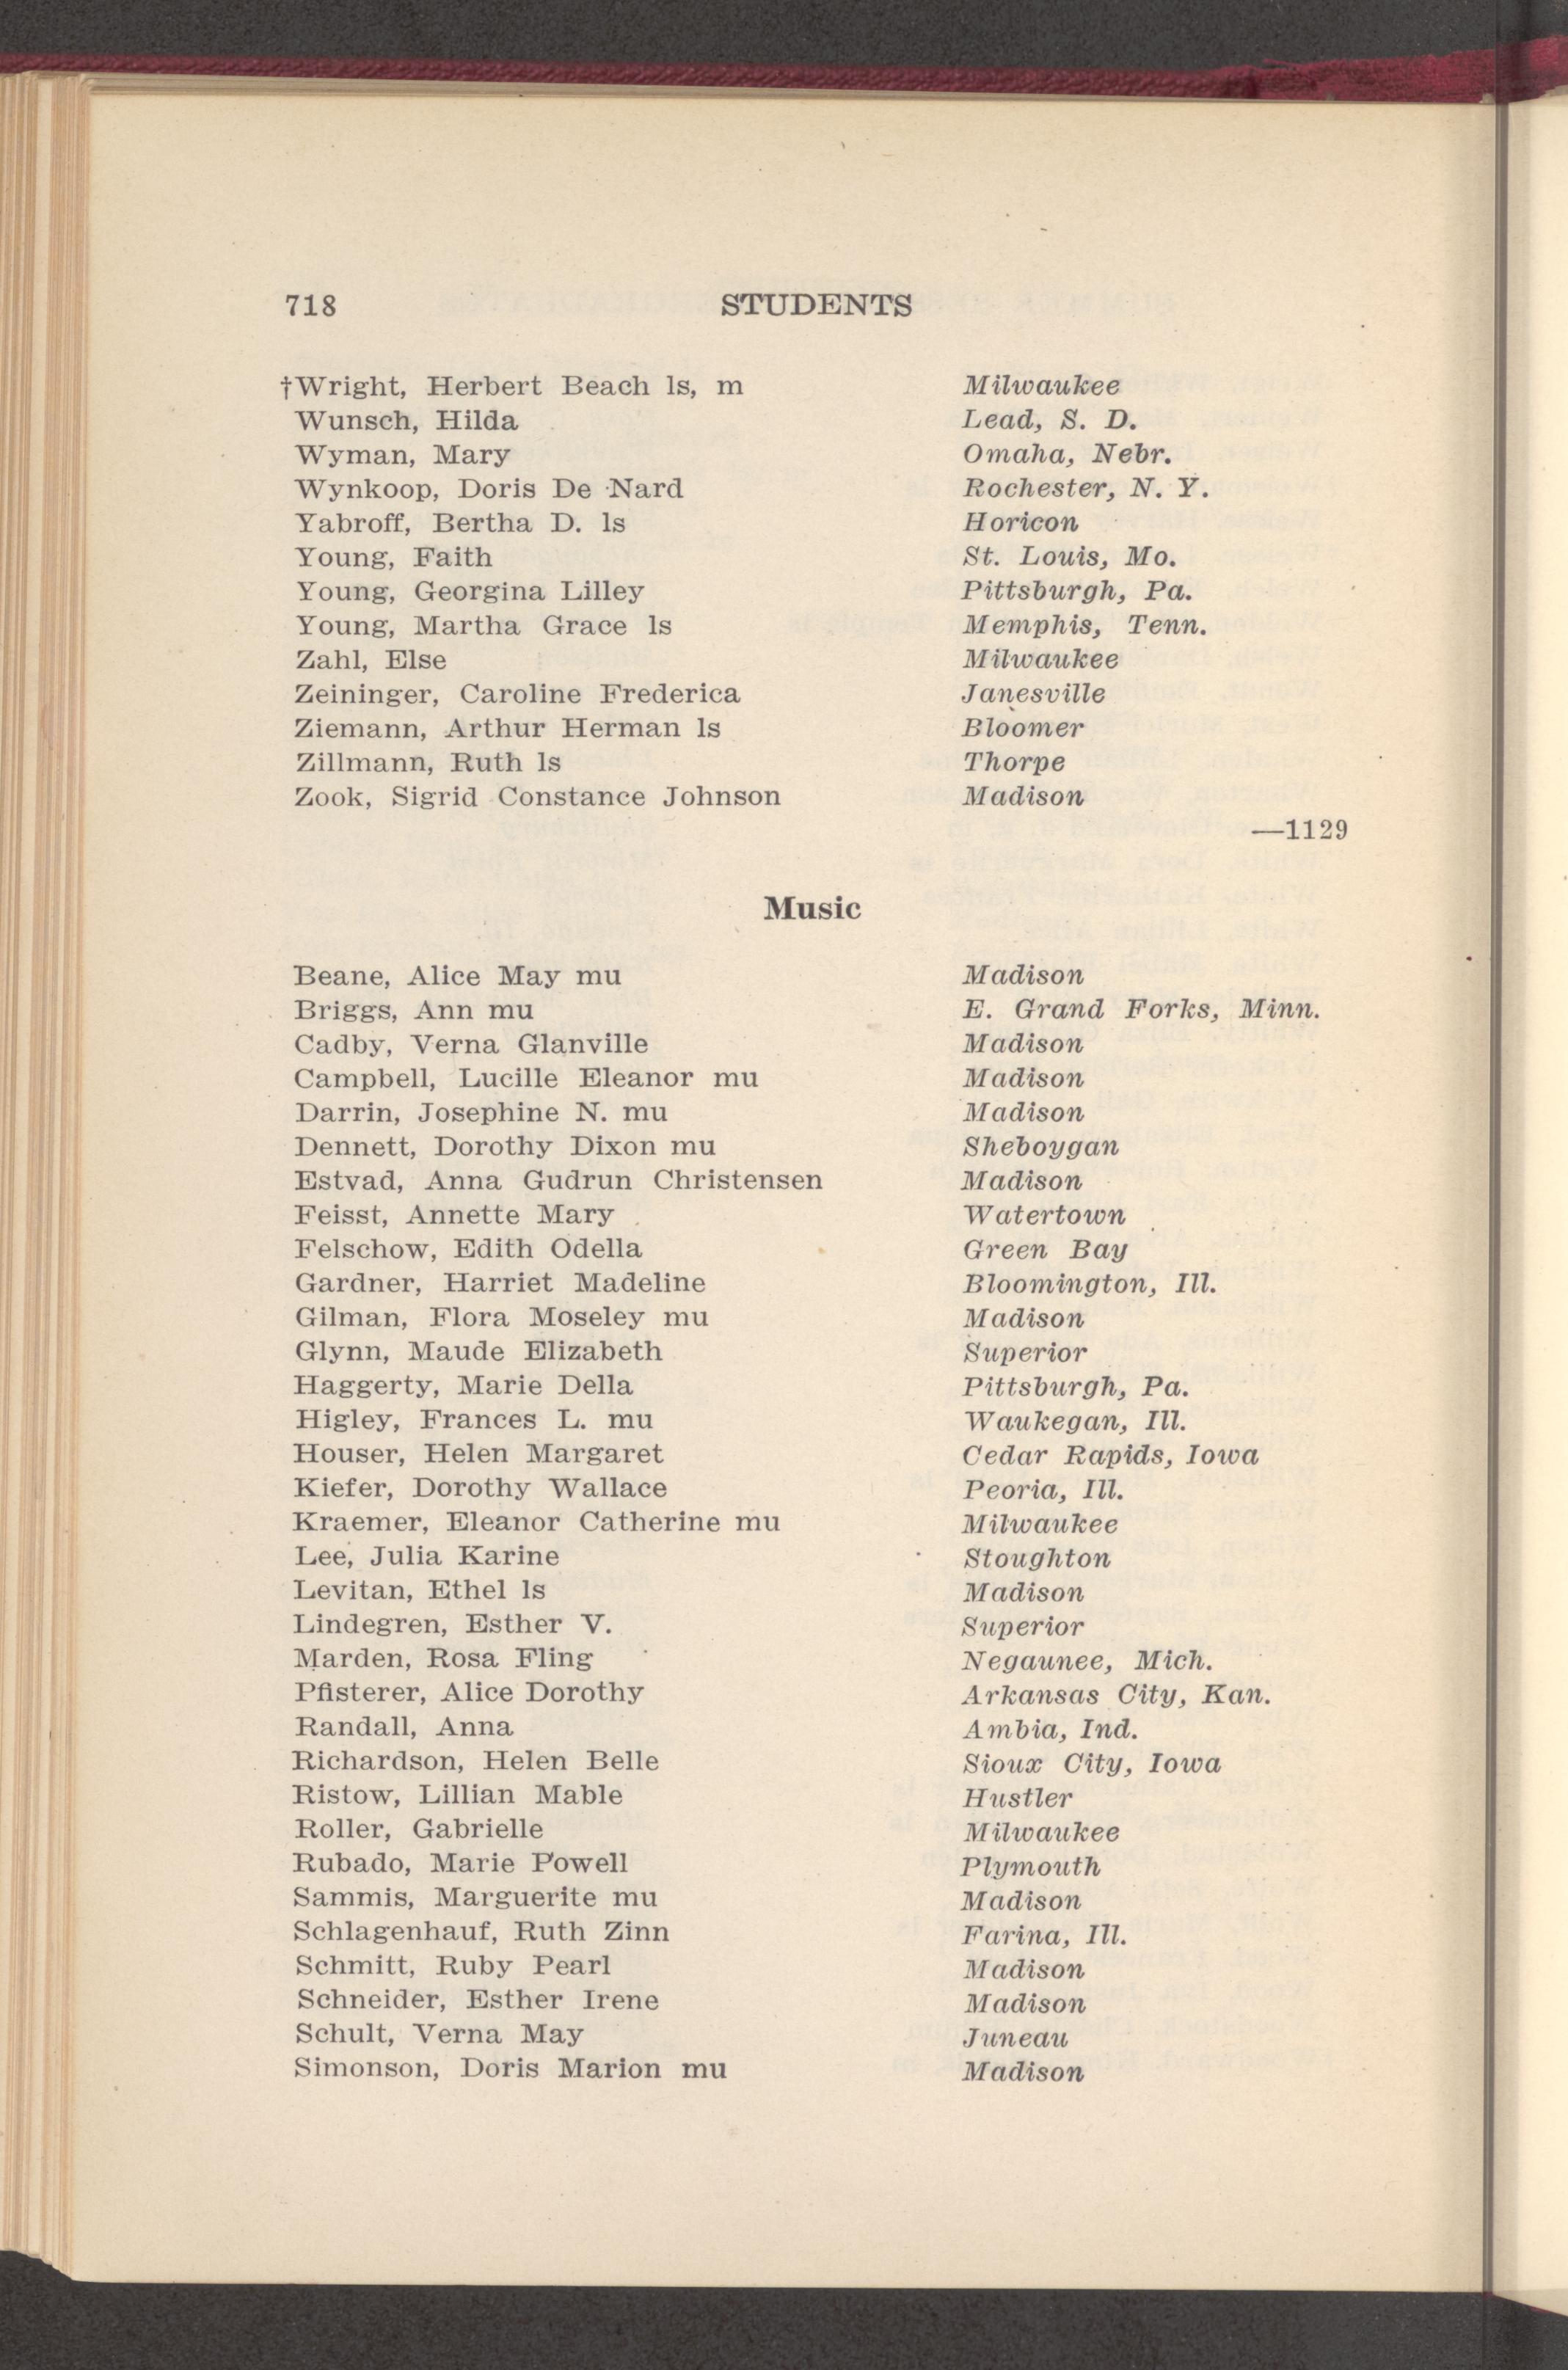 718 STUDENTS
†Wright, Herbert Beach ls, m Milwaukee
Wunsch, Hilda Lead, S. D.
Wyman, Mary Omaha, Nebr.
Wynkoop, Doris De Nard Rochester, N. Y.
Yabroff, Bertha D. ls Horicon
Young, Faith St. Louis, Mo.
Young, Georgina Lilley Pittsburgh, Pa.
Young, Martha Grace ls Memphis, Tenn.
Zahl, Else Milwaukee
Zeininger, Caroline Frederica Janesville
Ziemann, Arthur Herman ls Bloomer
Zillmann, Ruth ls Thorpe
Zook, Sigrid Constance Johnson Madison
—1129
Music
Beane, Alice May mu Madison
Briggs, Ann mu E. Grand Forks, Minn.
Cadby, Verna Glanville Madison
Campbell, Lucille Eleanor mu Madison
Darrin, Josephine N. mu Madison
Dennett, Dorothy Dixon mu Sheboygan
Estvad, Anna Gudrun Christensen Madison
Feisst, Annette Mary Watertown
Felschow, Edith Odella Green Bay
Gardner, Harriet Madeline Bloomington, Ill.
Gilman, Flora Moseley mu Madison
Glynn, Maude Elizabeth Superior
Haggerty, Marie Della Pittsburgh, Pa.
Higley, Frances L. mu Waukegan, Ill.
Houser, Helen Margaret Cedar Rapids, Iowa
Kiefer, Dorothy Wallace Peoria, Ill.
Kraemer, Eleanor Catherine mu Milwaukee
Lee, Julia Karine Stoughton
Levitan, Ethel ls Madison
Lindegren, Esther V. Superior
Marden, Rosa Fling Negaunee, Mich.
Pfisterer, Alice Dorothy Arkansas City, Kan.
Randall, Anna Ambia, Ind.
Richardson, Helen Belle Sioux City, Iowa
Ristow, Lillian Mable Hustler
Roller, Gabrielle Milwaukee
Rubado, Marie Powell Plymouth
Sammis, Marguerite mu Madison
Schlagenhauf, Ruth Zinn Farina, Ill.
Schmitt, Ruby Pearl Madison
Schneider, Esther Irene Madison
Schult, Verna May Juneau
Simonson, Doris Marion mu Madison